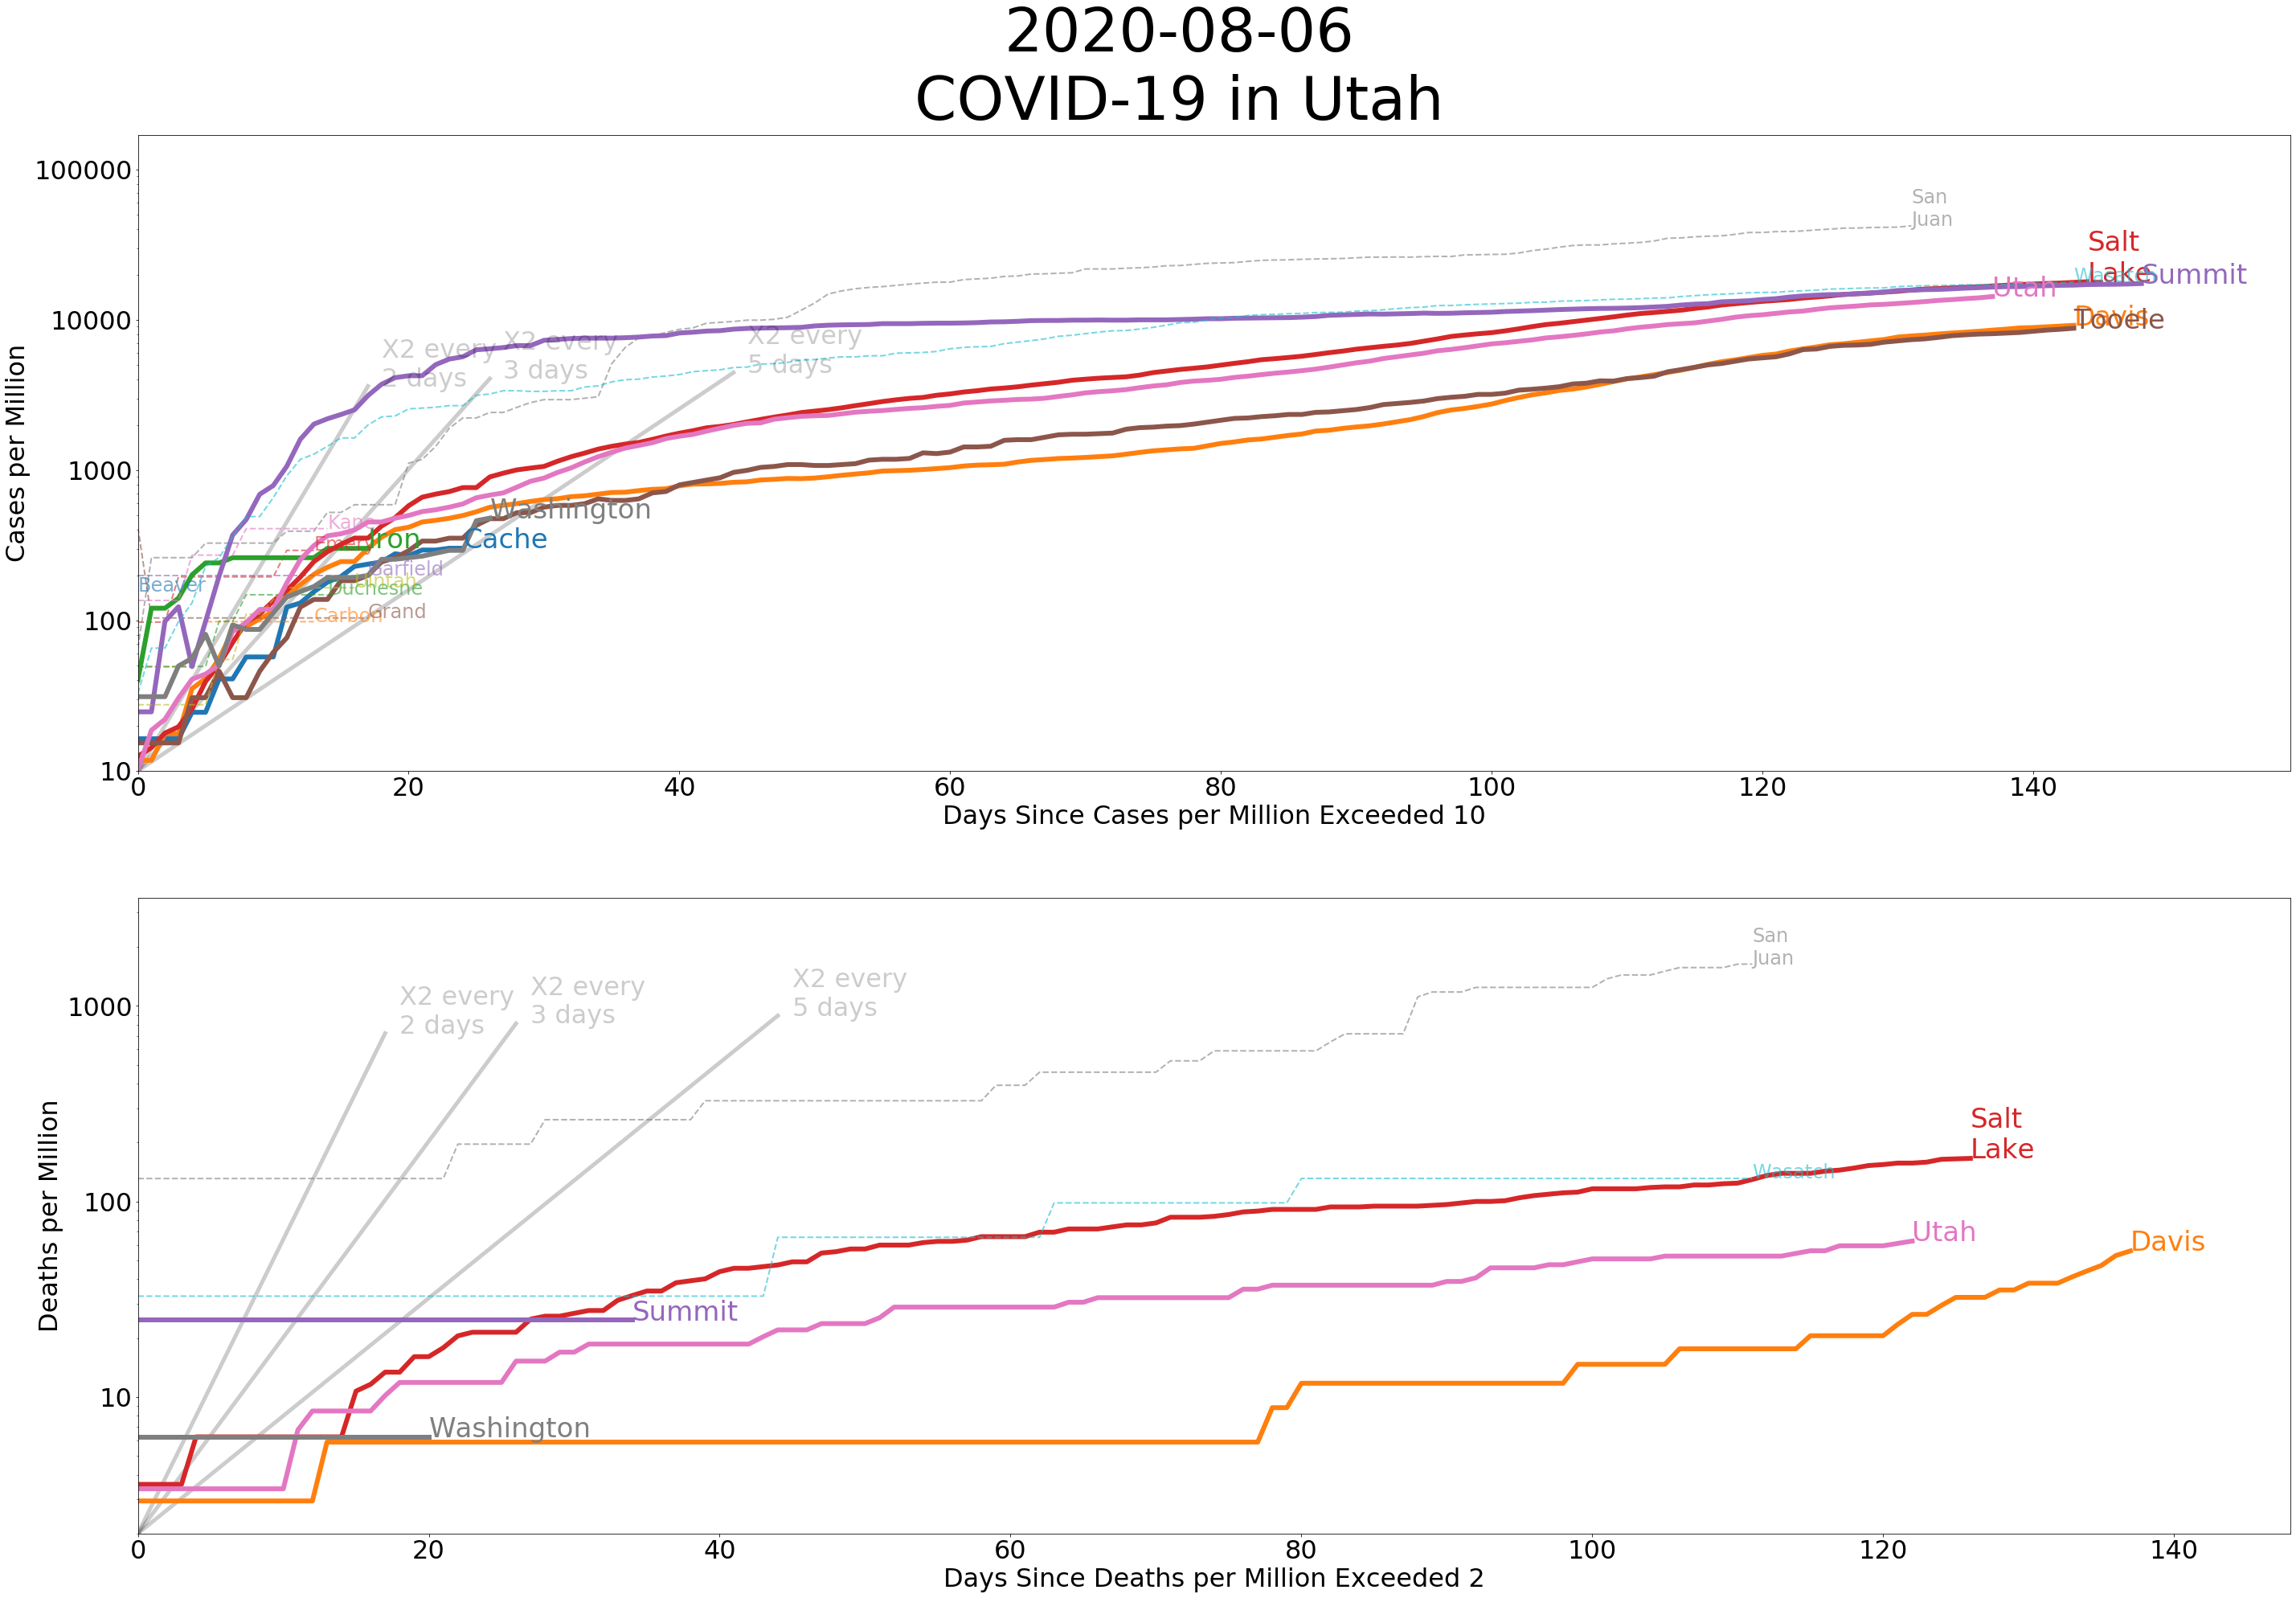 2020-08-06
COVID-19 in Utah
Cases per Million
100000
10000
1000
100
10
San
Juan
Salt
Lake
Wasatch
Summit
Utah
Davis
Tooele
X2 every
2 days
X2 every
3 days
X2 every
5 days
Washington
Kane
Iron
Emery
Cache
Garfield
Beaver
Uintah
Duchesne
Grand
Carbon
0
20
40
60
80
100
120
140
Days Since Cases per Million Exceeded 10
Deaths per Million
1000
100
10
San
Juan
X2 every
2 days
X2 every
3 days
X2 every
5 days
Salt
Lake
Wasatch
Utah
Davis
Summit
Washington
0
20
40
60
80
100
120
140
Days Since Deaths per Million Exceeded 2